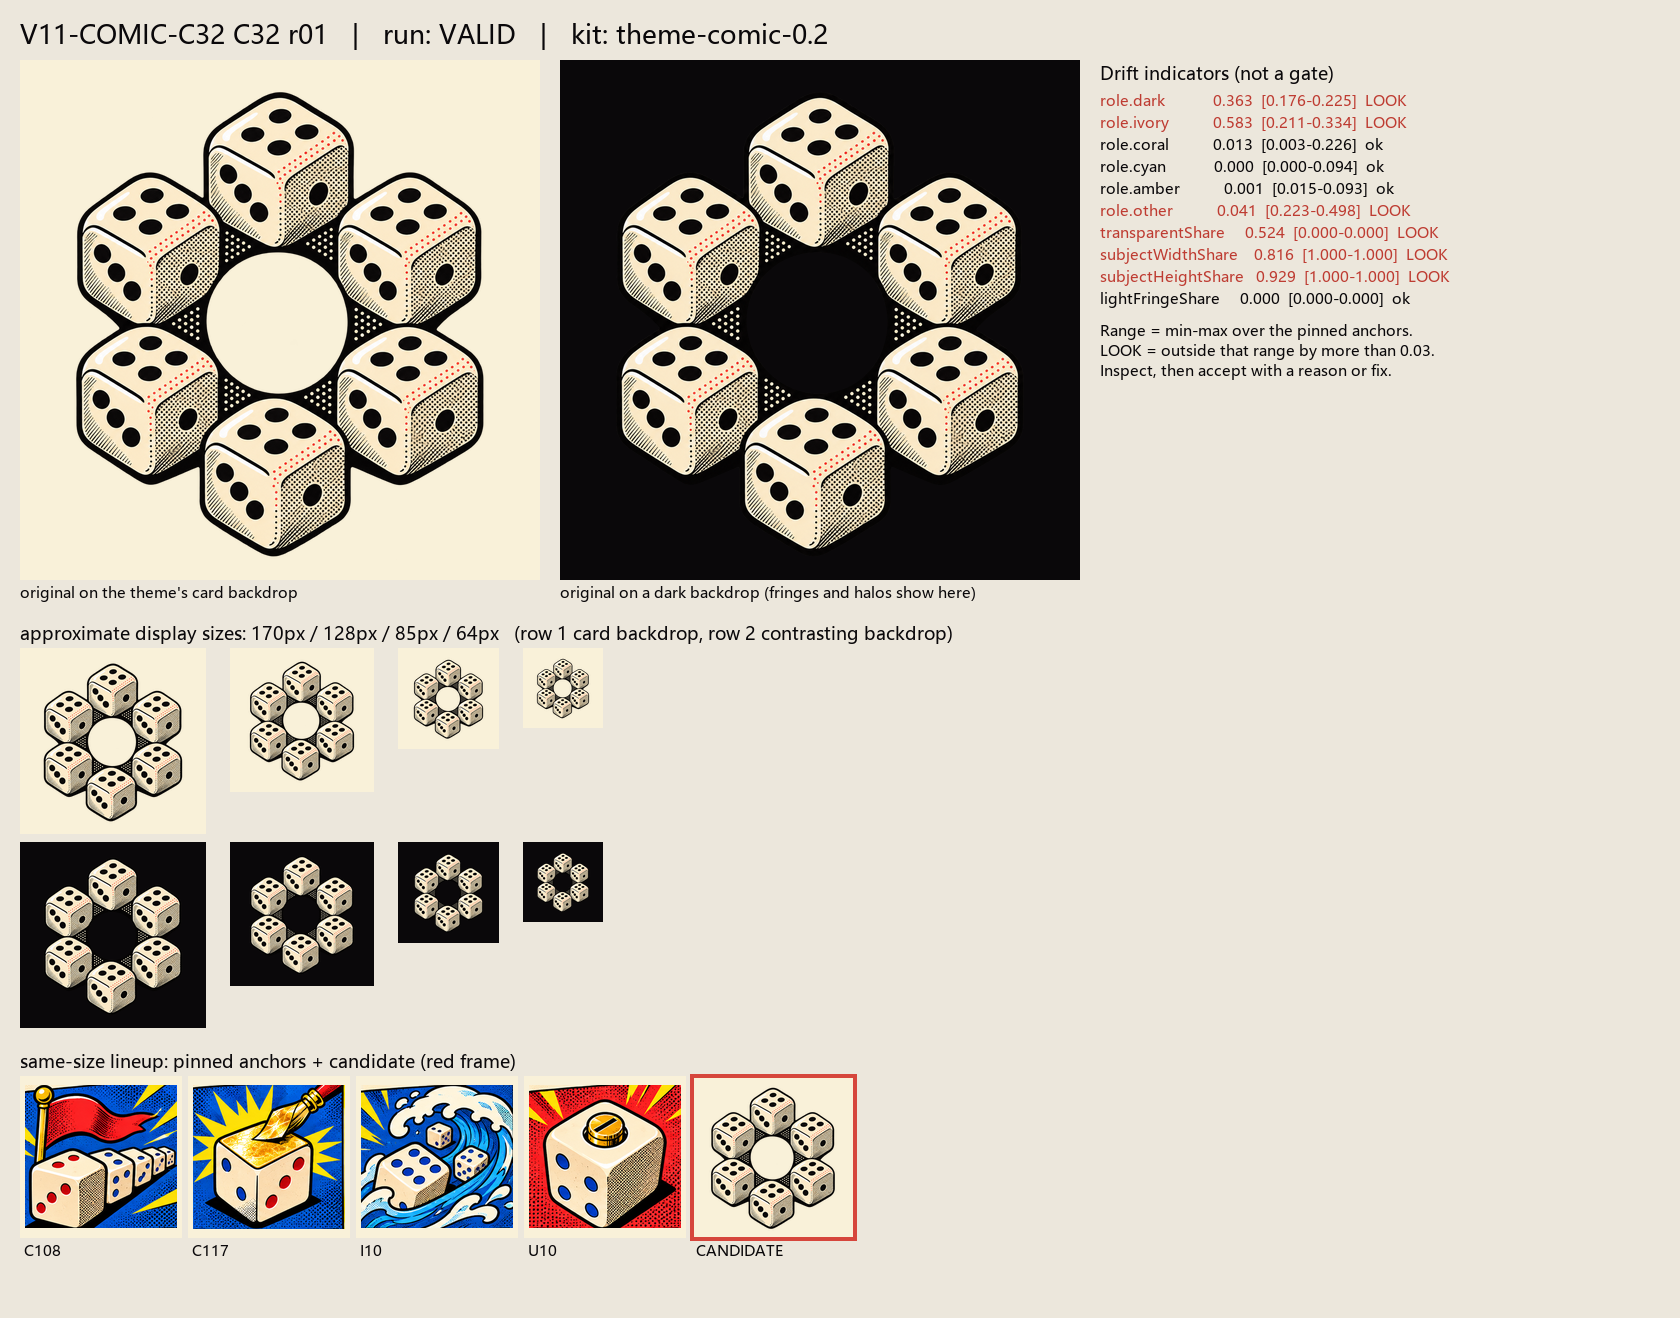 V11-COMIC-C32 C32 r01 | run: VALID | kit: theme-comic-0.2
Drift indicators (not a gate)
role.dark 0.363 [0.176-0.225] LOOK
role.ivory 0.583 [0.211-0.334] LOOK
role.coral 0.013 [0.003-0.226] ok
role.cyan 0.000 [0.000-0.094] ok
role.amber 0.001 [0.015-0.093] ok
role.other 0.041 [0.223-0.498] LOOK
transparentShare 0.524 [0.000-0.000] LOOK
subjectWidthShare 0.816 [1.000-1.000] LOOK
subjectHeightShare 0.929 [1.000-1.000] LOOK
lightFringeShare 0.000 [0.000-0.000] ok
Range = min-max over the pinned anchors.
LOOK = outside that range by more than 0.03.
Inspect, then accept with a reason or fix.
original on the theme's card backdrop
original on a dark backdrop (fringes and halos show here)
approximate display sizes: 170px / 128px / 85px / 64px (row 1 card backdrop, row 2 contrasting backdrop)
same-size lineup: pinned anchors + candidate (red frame)
C108
C117
I10
U10
CANDIDATE